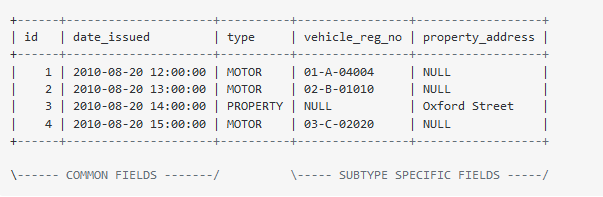 +------+---------------------+----------+----------------+------------------+
| id   | date_issued         | type     | vehicle_reg_no | property_address |
+------+---------------------+----------+----------------+------------------+
|    1 | 2010-08-20 12:00:00 | MOTOR    | 01-A-04004     | NULL             |
|    2 | 2010-08-20 13:00:00 | MOTOR    | 02-B-01010     | NULL             |
|    3 | 2010-08-20 14:00:00 | PROPERTY | NULL           | Oxford Street    |
|    4 | 2010-08-20 15:00:00 | MOTOR    | 03-C-02020     | NULL             |
+------+---------------------+----------+----------------+------------------+
\------ COMMON FIELDS -------/          \----- SUBTYPE SPECIFIC FIELDS -----/